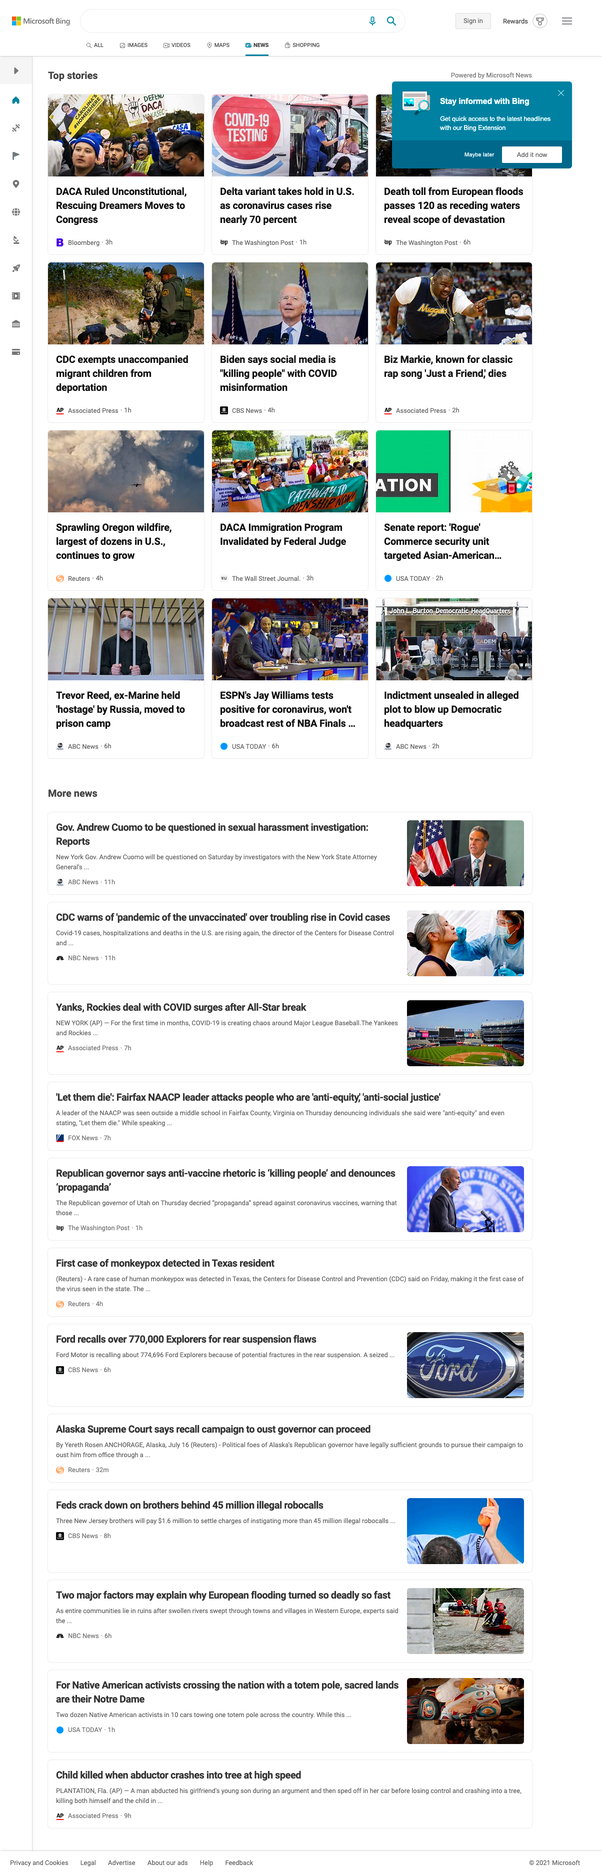 Microsoft Bing
Sign in
Rewards
ALL
IMAGES
VIDEOS
MAPS
NEWS
SHOPPING
Top stories
Powered by Microsoft News
Stay informed with Bing
Get quick access to the latest headlines
with our Bing Extension
Maybe later
Add it now
DEFEND
DACA
COVID-19
TESTING
DACA Ruled Unconstitutional,
Rescuing Dreamers Moves to
Congress
Bloomberg · 3h
Delta variant takes hold in U.S.
as coronavirus cases rise
nearly 70 percent
The Washington Post · 1h
Death toll from European floods
passes 120 as receding waters
reveal scope of devastation
The Washington Post · 6h
Nuggets
CDC exempts unaccompanied
migrant children from
deportation
AP Associated Press · 1h
Biden says social media is
"killing people" with COVID
misinformation
CBS News · 4h
Biz Markie, known for classic
rap song 'Just a Friend,' dies
AP Associated Press · 2h
PATHWAY TO
CITIZENSHIP NOW
ATION
Sprawling Oregon wildfire,
largest of dozens in U.S.,
continues to grow
Reuters · 4h
DACA Immigration Program
Invalidated by Federal Judge
The Wall Street Journal. · 3h
Senate report: 'Rogue'
Commerce security unit
targeted Asian-American...
USA TODAY · 2h
John L. Burton Democratic Headquarters
CADEM
Trevor Reed, ex-Marine held
'hostage' by Russia, moved to
prison camp
ABC News · 6h
ESPN's Jay Williams tests
positive for coronavirus, won't
broadcast rest of NBA Finals ...
USA TODAY · 6h
Indictment unsealed in alleged
plot to blow up Democratic
headquarters
ABC News · 2h
More news
Gov. Andrew Cuomo to be questioned in sexual harassment investigation:
Reports
New York Gov. Andrew Cuomo will be questioned on Saturday by investigators with the New York State Attorney
General's ...
ABC News · 11h
CDC warns of 'pandemic of the unvaccinated' over troubling rise in Covid cases
Covid-19 cases, hospitalizations and deaths in the U.S. are rising again, the director of the Centers for Disease Control
and ...
NBC News · 11h
Yanks, Rockies deal with COVID surges after All-Star break
NEW YORK (AP) — For the first time in months, COVID-19 is creating chaos around Major League Baseball.The Yankees
and Rockies ...
AP Associated Press · 7h
'Let them die': Fairfax NAACP leader attacks people who are 'anti-equity,' 'anti-social justice'
A leader of the NAACP was seen outside a middle school in Fairfax County, Virginia on Thursday denouncing individuals she said were "anti-equity" and even
stating, "Let them die." While speaking ...
FOX News · 7h
Republican governor says anti-vaccine rhetoric is ‘killing people’ and denounces
‘propaganda’
The Republican governor of Utah on Thursday decried "propaganda" spread against coronavirus vaccines, warning that
those ...
The Washington Post · 1h
OF THE STA
First case of monkeypox detected in Texas resident
(Reuters) - A rare case of human monkeypox was detected in Texas, the Centers for Disease Control and Prevention (CDC) said on Friday, making it the first case of
the virus seen in the state. The ...
Reuters · 4h
Ford recalls over 770,000 Explorers for rear suspension flaws
Ford Motor is recalling about 774,696 Ford Explorers because of potential fractures in the rear suspension. A seized ...
CBS News · 6h
Ford
Alaska Supreme Court says recall campaign to oust governor can proceed
By Yereth Rosen ANCHORAGE, Alaska, July 16 (Reuters) - Political foes of Alaska's Republican governor have legally sufficient grounds to pursue their campaign to
oust him from office through a ...
Reuters · 32m
Feds crack down on brothers behind 45 million illegal robocalls
Three New Jersey brothers will pay $1.6 million to settle charges of instigating more than 45 million illegal robocalls ...
CBS News · 8h
Two major factors may explain why European flooding turned so deadly so fast
As entire communities lie in ruins after swollen rivers swept through towns and villages in Western Europe, experts said
the ...
NBC News · 6h
For Native American activists crossing the nation with a totem pole, sacred lands
are their Notre Dame
Two dozen Native American activists in 10 cars towing one totem pole across the country. While this ...
USA TODAY · 1h
Child killed when abductor crashes into tree at high speed
PLANTATION, Fla. (AP) — A man abducted his girlfriend's young son during an argument and then sped off in her car before losing control and crashing into a tree,
killing both himself and the child in ...
AP Associated Press · 9h
Privacy and Cookies
Legal
Advertise
About our ads
Help
Feedback
© 2021 Microsoft